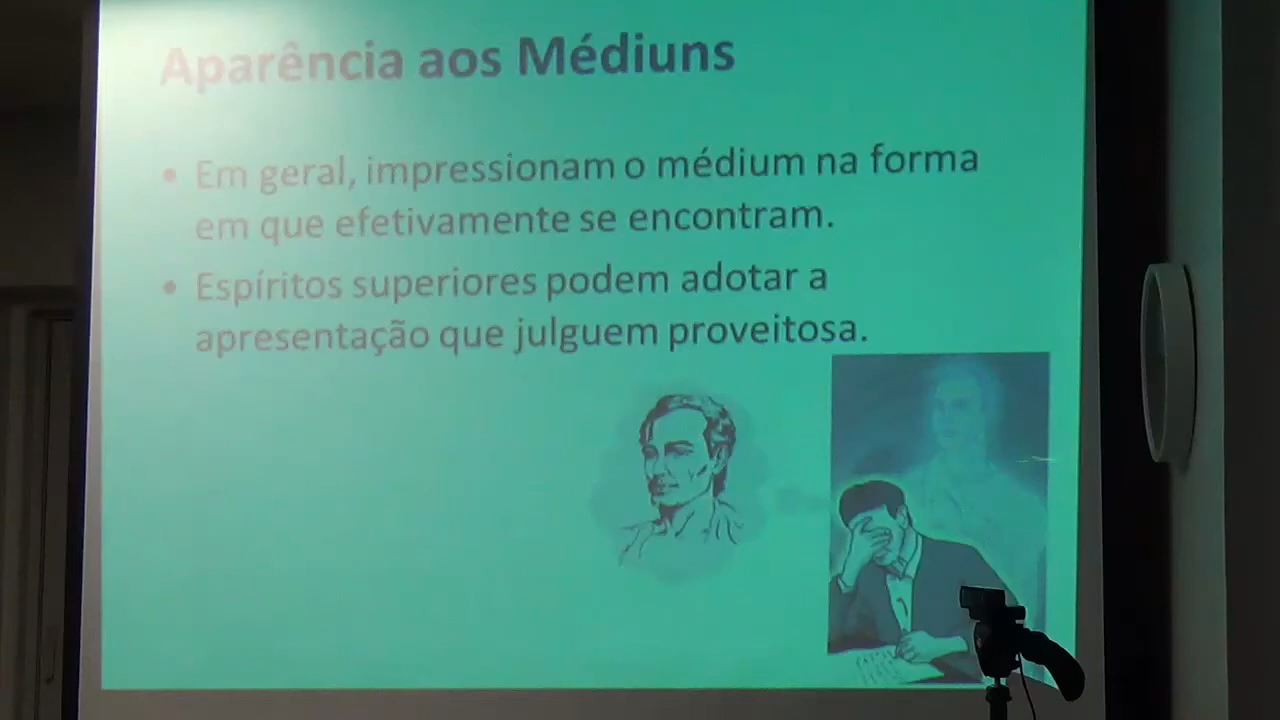 Aparência aos Médiuns
• Em geral, impressionam o médium na forma
em que efetivamente se encontram.
• Espíritos superiores podem adotar a
apresentação que julguem proveitosa.